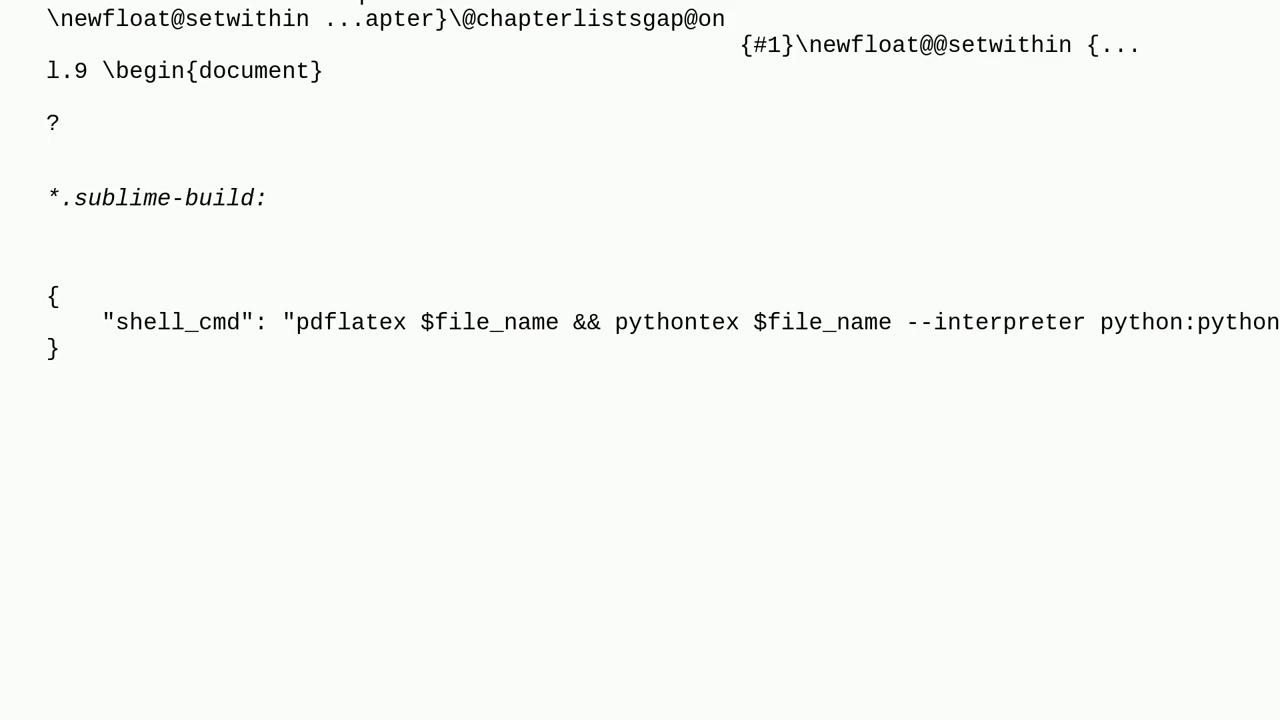 \newfloat@setwithin ...apter}\@chapterlistsgap@on
{#1}\newfloat@@setwithin {...
l.9 \begin{document}
?
*.sublime-build:
{
"shell_cmd": "pdflatex $file_name && pythontex $file_name --interpreter python:python
}